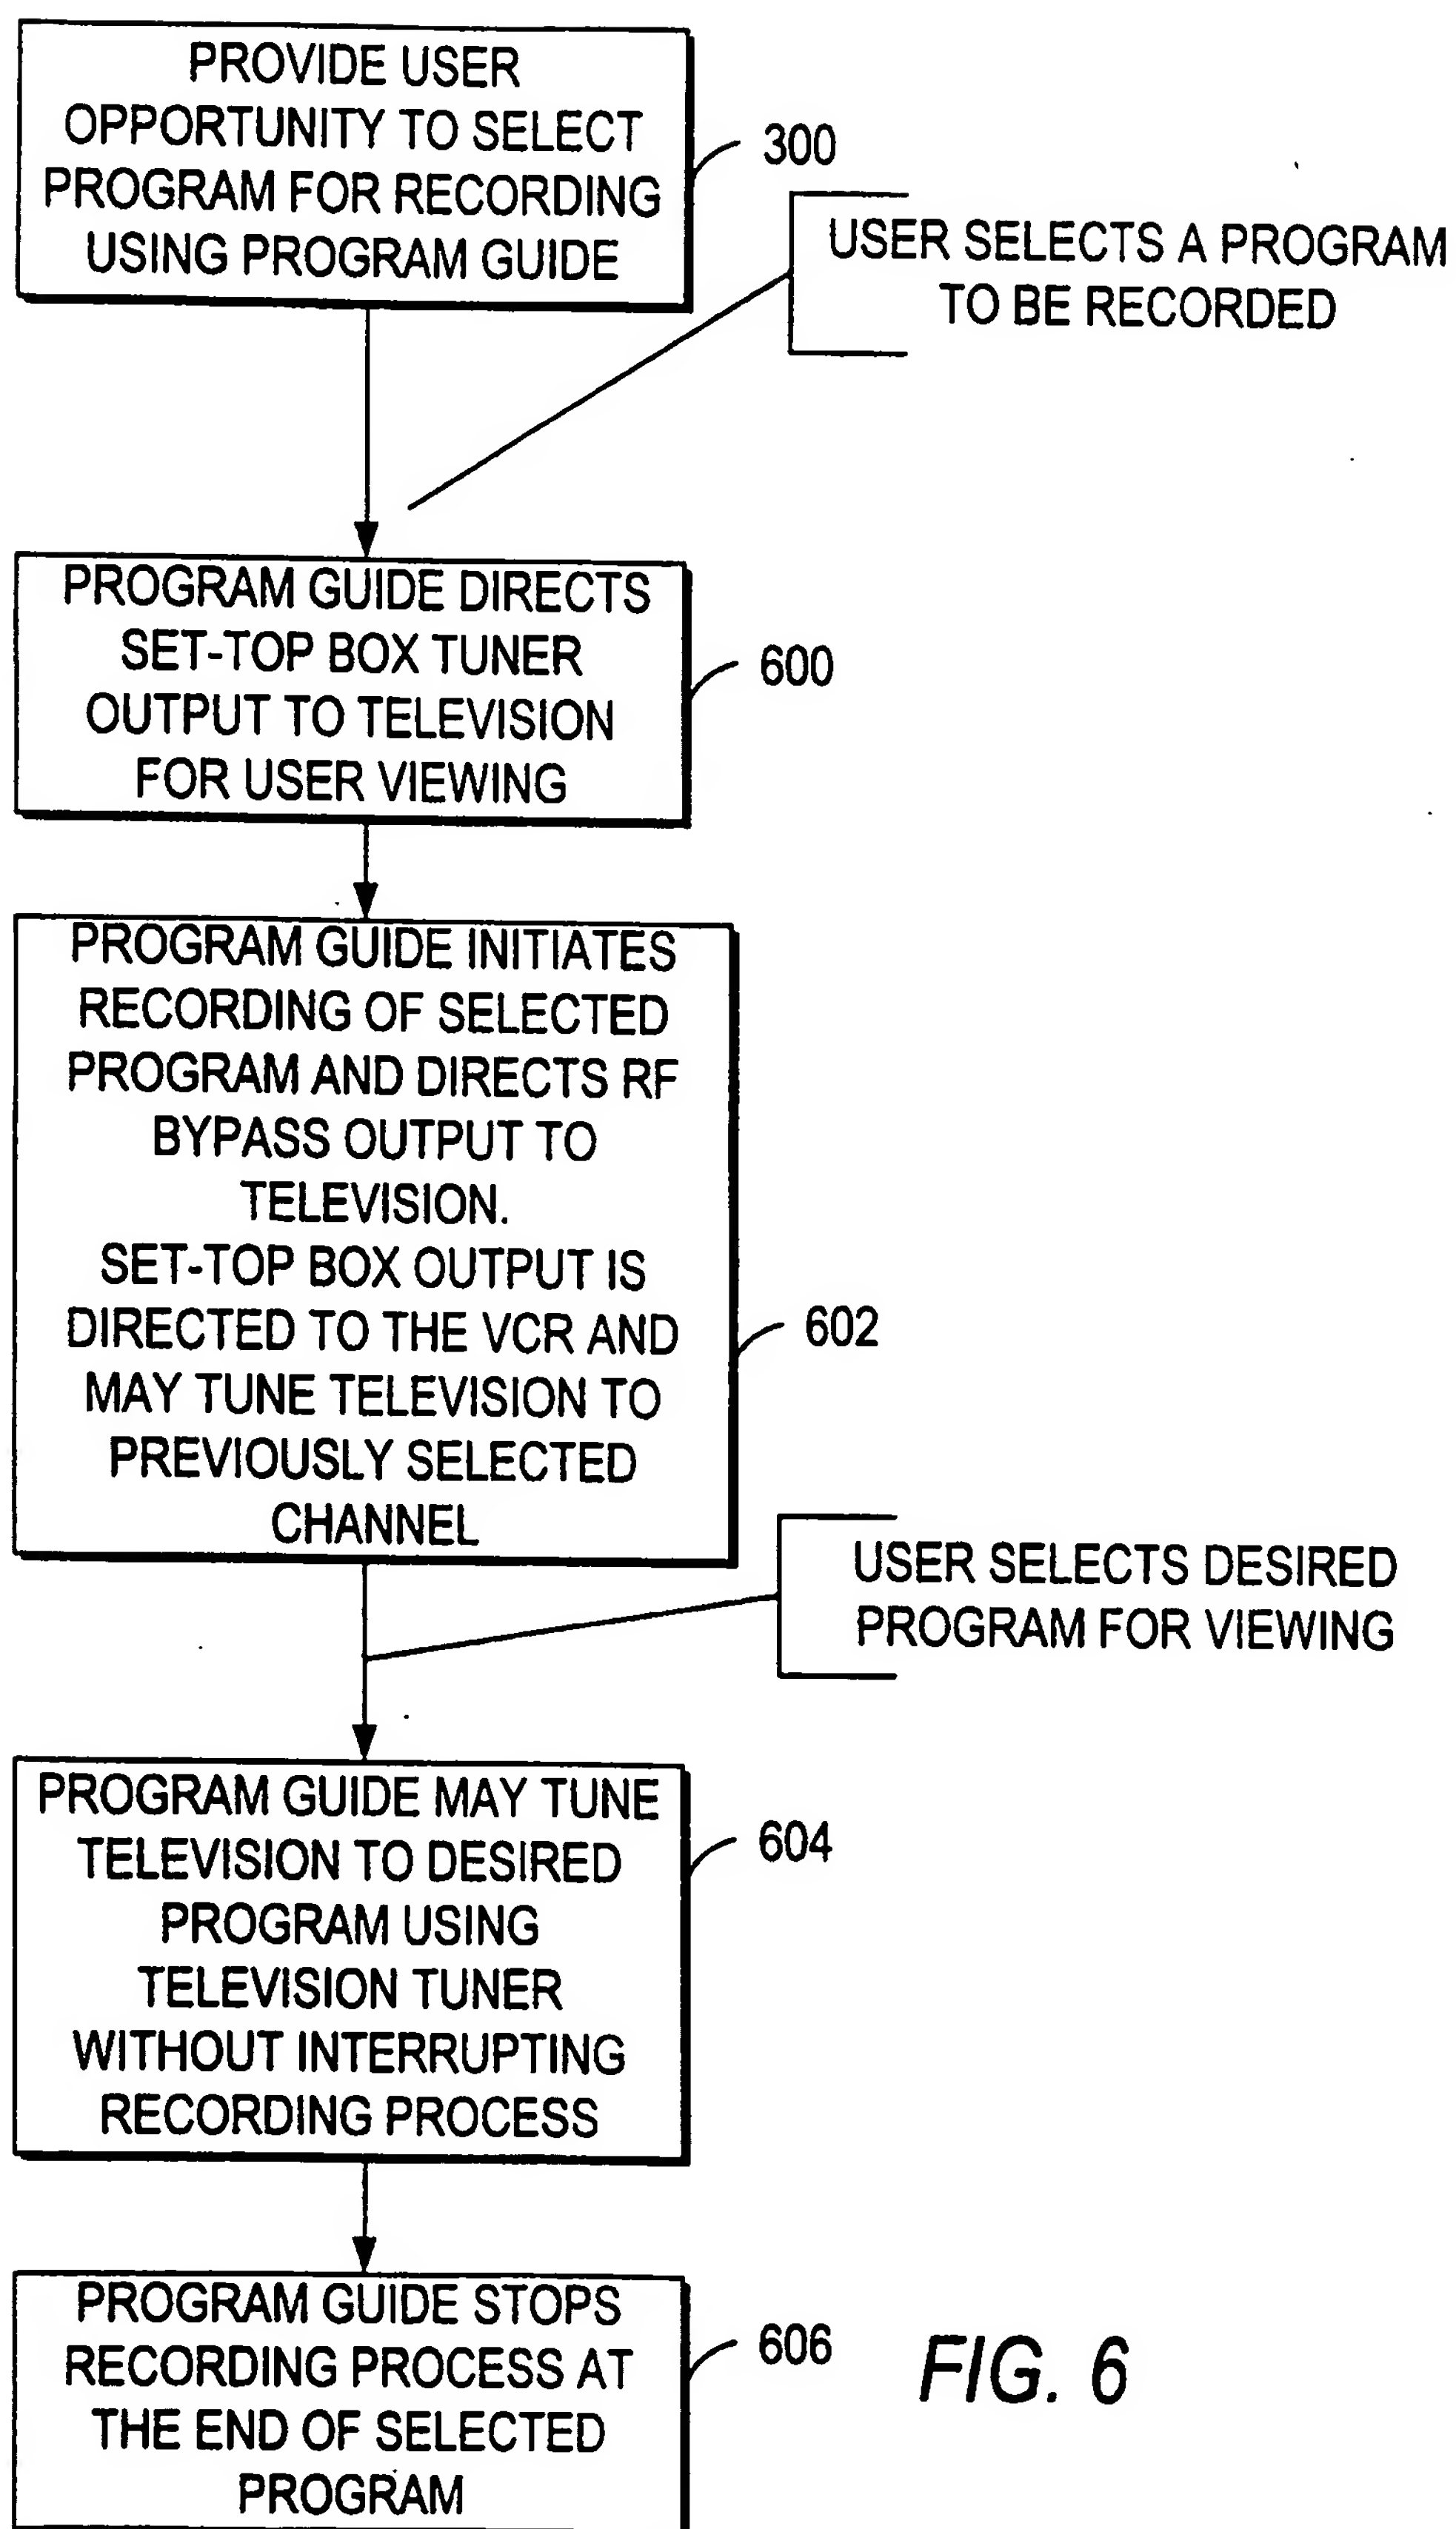 PROVIDE USER
OPPORTUNITY TO SELECT
PROGRAM FOR RECORDING
USING PROGRAM GUIDE
300
USER SELECTS A PROGRAM
TO BE RECORDED
PROGRAM GUIDE DIRECTS
SET-TOP BOX TUNER
OUTPUT TO TELEVISION
FOR USER VIEWING
600
PROGRAM GUIDE INITIATES
RECORDING OF SELECTED
PROGRAM AND DIRECTS RF
BYPASS OUTPUT TO
TELEVISION.
SET-TOP BOX OUTPUT IS
DIRECTED TO THE VCR AND
MAY TUNE TELEVISION TO
PREVIOUSLY SELECTED
CHANNEL
602
USER SELECTS DESIRED
PROGRAM FOR VIEWING
PROGRAM GUIDE MAY TUNE
TELEVISION TO DESIRED
PROGRAM USING
TELEVISION TUNER
WITHOUT INTERRUPTING
RECORDING PROCESS
604
PROGRAM GUIDE STOPS
RECORDING PROCESS AT
THE END OF SELECTED
PROGRAM
606
FIG. 6